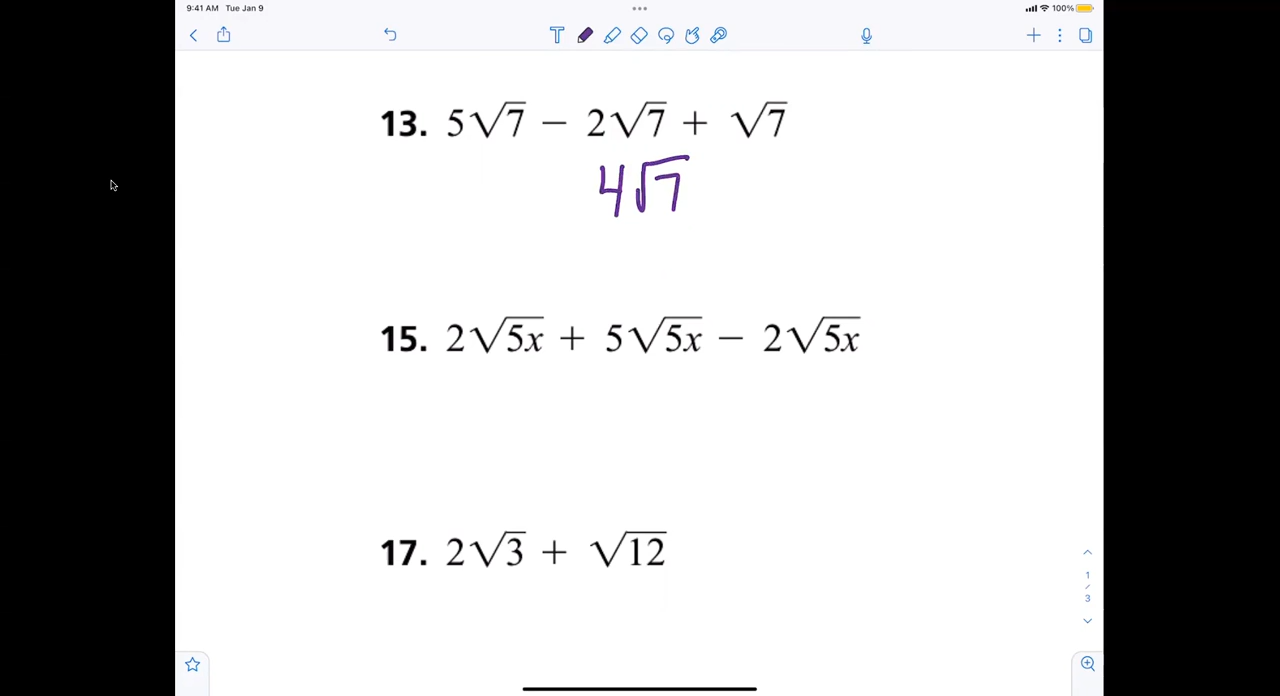 9:41 AM Tue Jan 9
100%
13. 5√7 − 2√7 + √7
4√7
15. 2√5x + 5√5x − 2√5x
17. 2√3 + √12
1
/
3